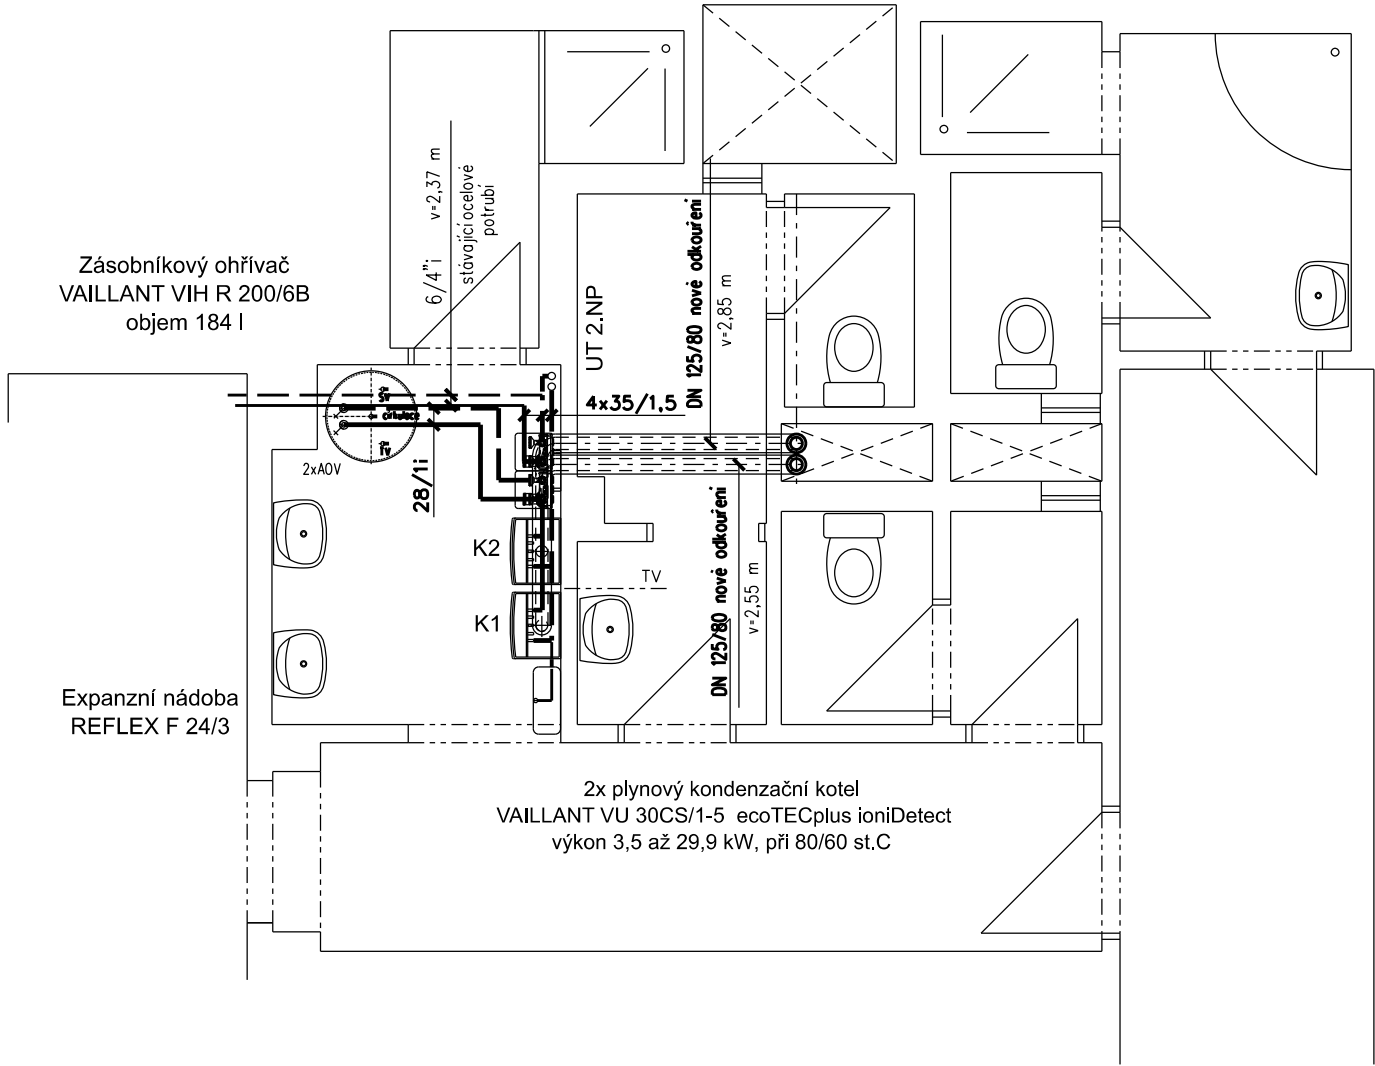 6/4"i v=2,37 m
stávající ocelové
potrubí
Zásobníkový ohřívač
VAILLANT VIH R 200/6B
objem 184 l
UT 2.NP
DN 125/80 nové odkouření
v=2,85 m
4x35/1,5
SV
cirkulace
TV
2xAOV
28/1i
K2
TV
K1
DN 125/80 nové odkouření
v=2,55 m
Expanzní nádoba
REFLEX F 24/3
2x plynový kondenzační kotel
VAILLANT VU 30CS/1-5 ecoTECplus ioniDetect
výkon 3,5 až 29,9 kW, při 80/60 st.C